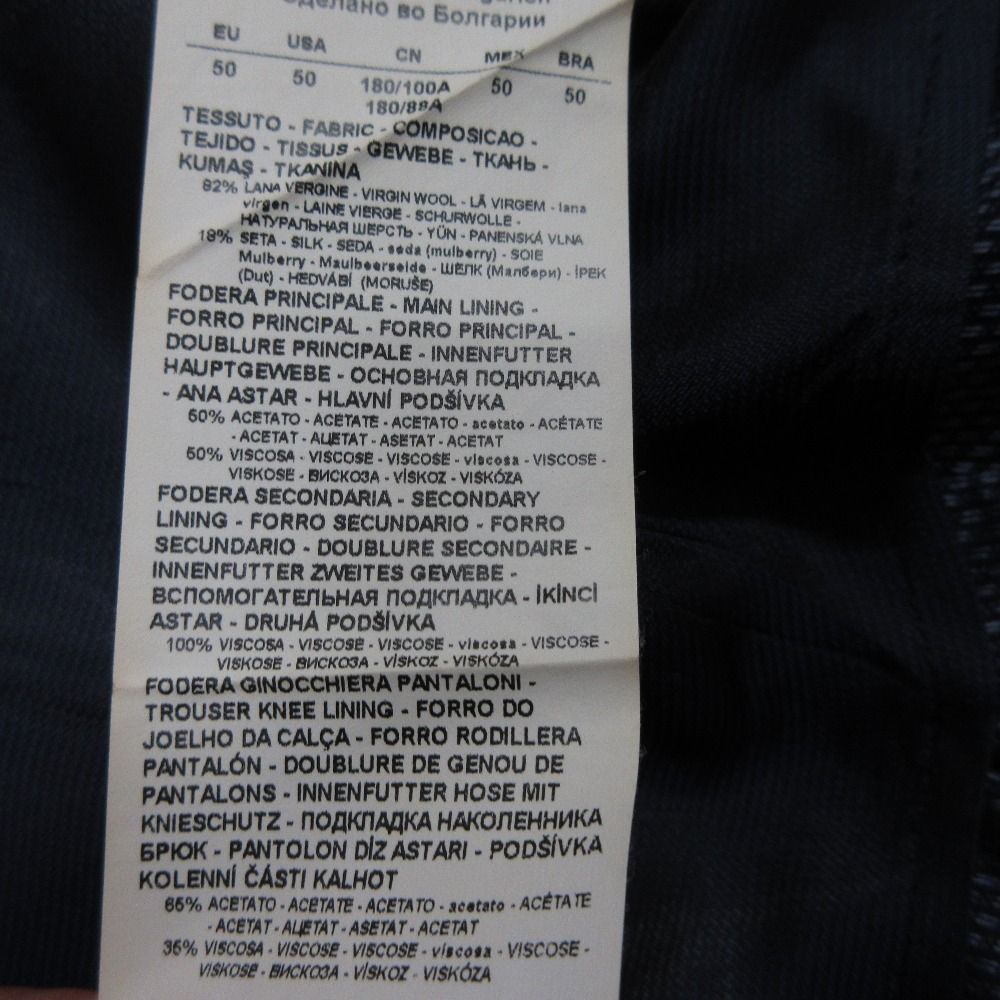 Сделано во Болгарии
EU USA CN MEX BRA
50 50 180/100A 50 50
180/88A
TESSUTO - FABRIC - COMPOSICAO -
TEJIDO - TISSUS - GEWEBE - ТКАНЬ -
KUMAŞ - TKANINA
82% LANA VERGINE - VIRGIN WOOL - LÃ VIRGEM - lana
virgen - LAINE VIERGE - SCHURWOLLE -
НАТУРАЛЬНАЯ ШЕРСТЬ - YÜN - PANENSKÁ VLNA
18% SETA - SILK - SEDA - seda (mulberry) - SOIE
Mulberry - Maulbeerseide - ШЕЛК (Малбери) - İPEK
(Dut) - HEDVÁBÍ (MORUŠE)
FODERA PRINCIPALE - MAIN LINING -
FORRO PRINCIPAL - FORRO PRINCIPAL -
DOUBLURE PRINCIPALE - INNENFUTTER
HAUPTGEWEBE - ОСНОВНАЯ ПОДКЛАДКА
- ANA ASTAR - HLAVNÍ PODŠÍVKA
50% ACETATO - ACETATE - ACETATO - acetato - ACÉTATE
- ACETAT - АЦЕТАТ - ASETAT - ACETAT
50% VISCOSA - VISCOSE - VISCOSE - viscosa - VISCOSE -
VISKOSE - ВИСКОЗА - VİSKOZ - VISKÓZA
FODERA SECONDARIA - SECONDARY
LINING - FORRO SECUNDARIO - FORRO
SECUNDARIO - DOUBLURE SECONDAIRE -
INNENFUTTER ZWEITES GEWEBE -
ВСПОМОГАТЕЛЬНАЯ ПОДКЛАДКА - İKİNCİ
ASTAR - DRUHÁ PODŠÍVKA
100% VISCOSA - VISCOSE - VISCOSE - viscosa - VISCOSE -
VISKOSE - ВИСКОЗА - VİSKOZ - VISKÓZA
FODERA GINOCCHIERA PANTALONI -
TROUSER KNEE LINING - FORRO DO
JOELHO DA CALÇA - FORRO RODILLERA
PANTALÓN - DOUBLURE DE GENOU DE
PANTALONS - INNENFUTTER HOSE MIT
KNIESCHUTZ - ПОДКЛАДКА НАКОЛЕННИКА
БРЮК - PANTOLON DİZ ASTARI - PODŠÍVKA
KOLENNÍ ČÁSTI KALHOT
65% ACETATO - ACETATE - ACETATO - acetato - ACÉTATE
- ACETAT - АЦЕТАТ - ASETAT - ACETAT
35% VISCOSA - VISCOSE - VISCOSE - viscosa - VISCOSE -
VISKOSE - ВИСКОЗА - VİSKOZ - VISKÓZA